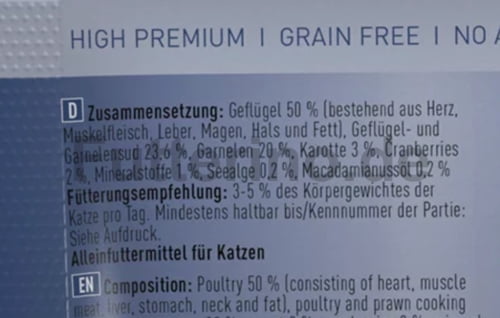 HIGH PREMIUM | GRAIN FREE | NO
D Zusammensetzung: Geflügel 50 % (bestehend aus Herz,
Muskelfleisch, Leber, Magen, Hals und Fett), Geflügel- und
Garnelensud 23,6 %, Garnelen 20 %, Karotte 3 %, Cranberries
2 %, Mineralstoffe 1 %, Seealge 0,2 %, Macadamianussöl 0,2 %
Fütterungsempfehlung: 3-5 % des Körpergewichtes der
Katze pro Tag. Mindestens haltbar bis/Kennnummer der Partie:
Siehe Aufdruck.
Alleinfuttermittel für Katzen
EN Composition: Poultry 50 % (consisting of heart, muscle
meat, liver, stomach, neck and fat), poultry and prawn cooking